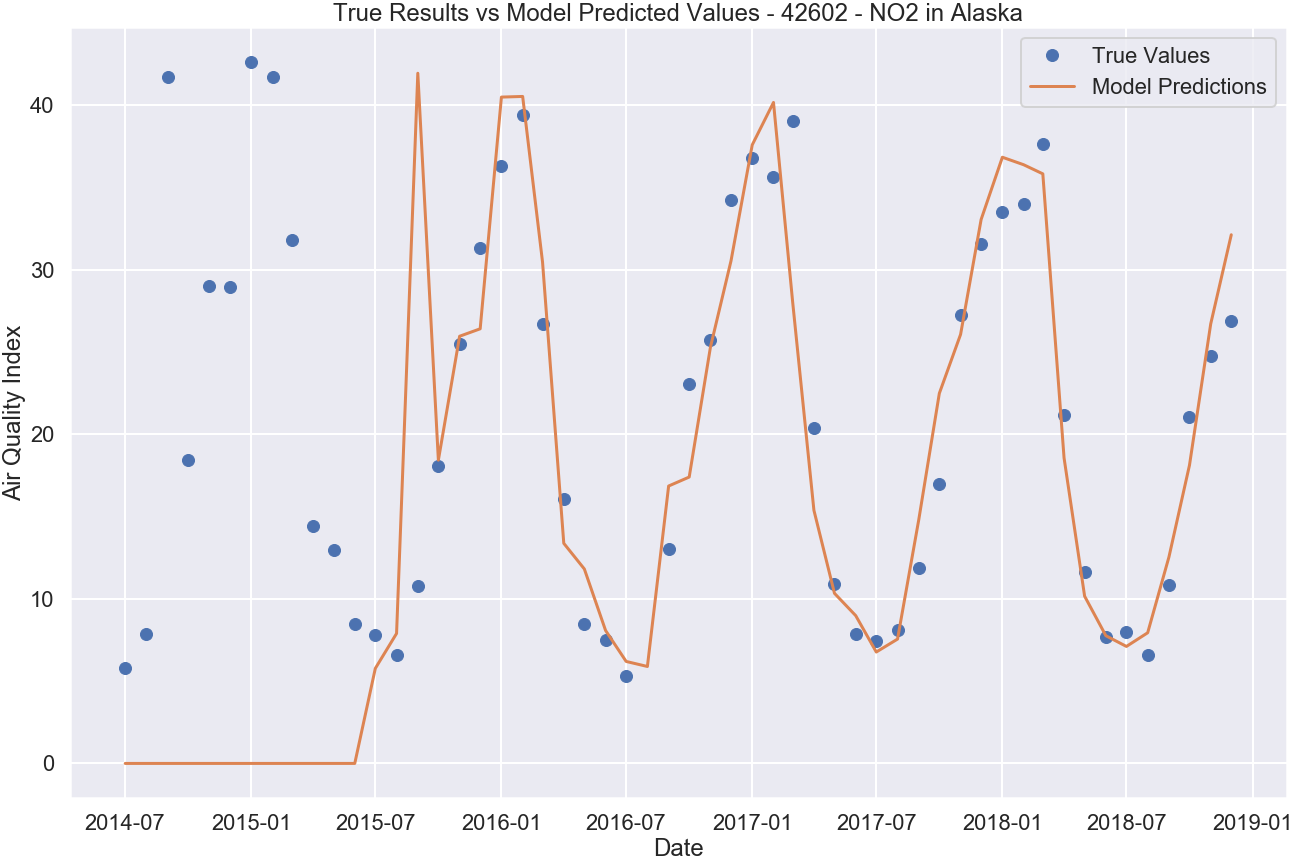 True Results vs Model Predicted Values - 42602 - NO2 in Alaska
True Values
Model Predictions
Air Quality Index
40
30
20
10
0
2014-07 2015-01 2015-07 2016-01 2016-07 2017-01 2017-07 2018-01 2018-07 2019-01
Date